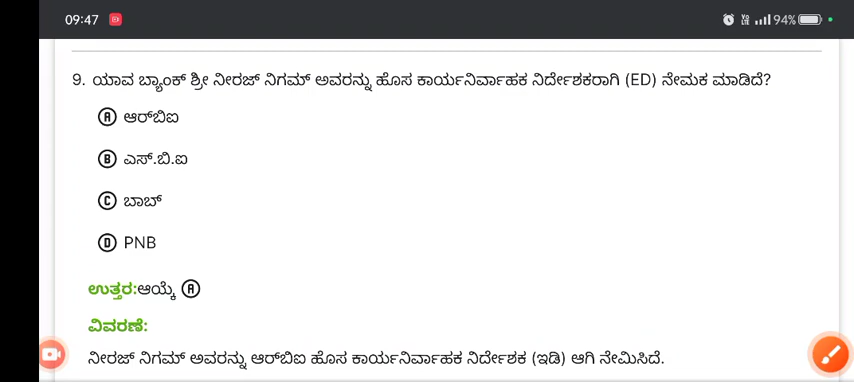 09:47
94%
9. ಯಾವ ಬ್ಯಾಂಕ್ ಶ್ರೀ ನೀರಜ್ ನಿಗಮ್ ಅವರನ್ನು ಹೊಸ ಕಾರ್ಯನಿರ್ವಾಹಕ ನಿರ್ದೇಶಕರಾಗಿ (ED) ನೇಮಕ ಮಾಡಿದೆ?
Ⓐ ಆರ್‌ಬಿಐ
Ⓑ ಎಸ್.ಬಿ.ಐ
Ⓒ ಬಾಬ್
Ⓓ PNB
ಉತ್ತರ:ಆಯ್ಕೆ Ⓐ
ವಿವರಣೆ:
ನೀರಜ್ ನಿಗಮ್ ಅವರನ್ನು ಆರ್‌ಬಿಐ ಹೊಸ ಕಾರ್ಯನಿರ್ವಾಹಕ ನಿರ್ದೇಶಕ (ಇಡಿ) ಆಗಿ ನೇಮಿಸಿದೆ.